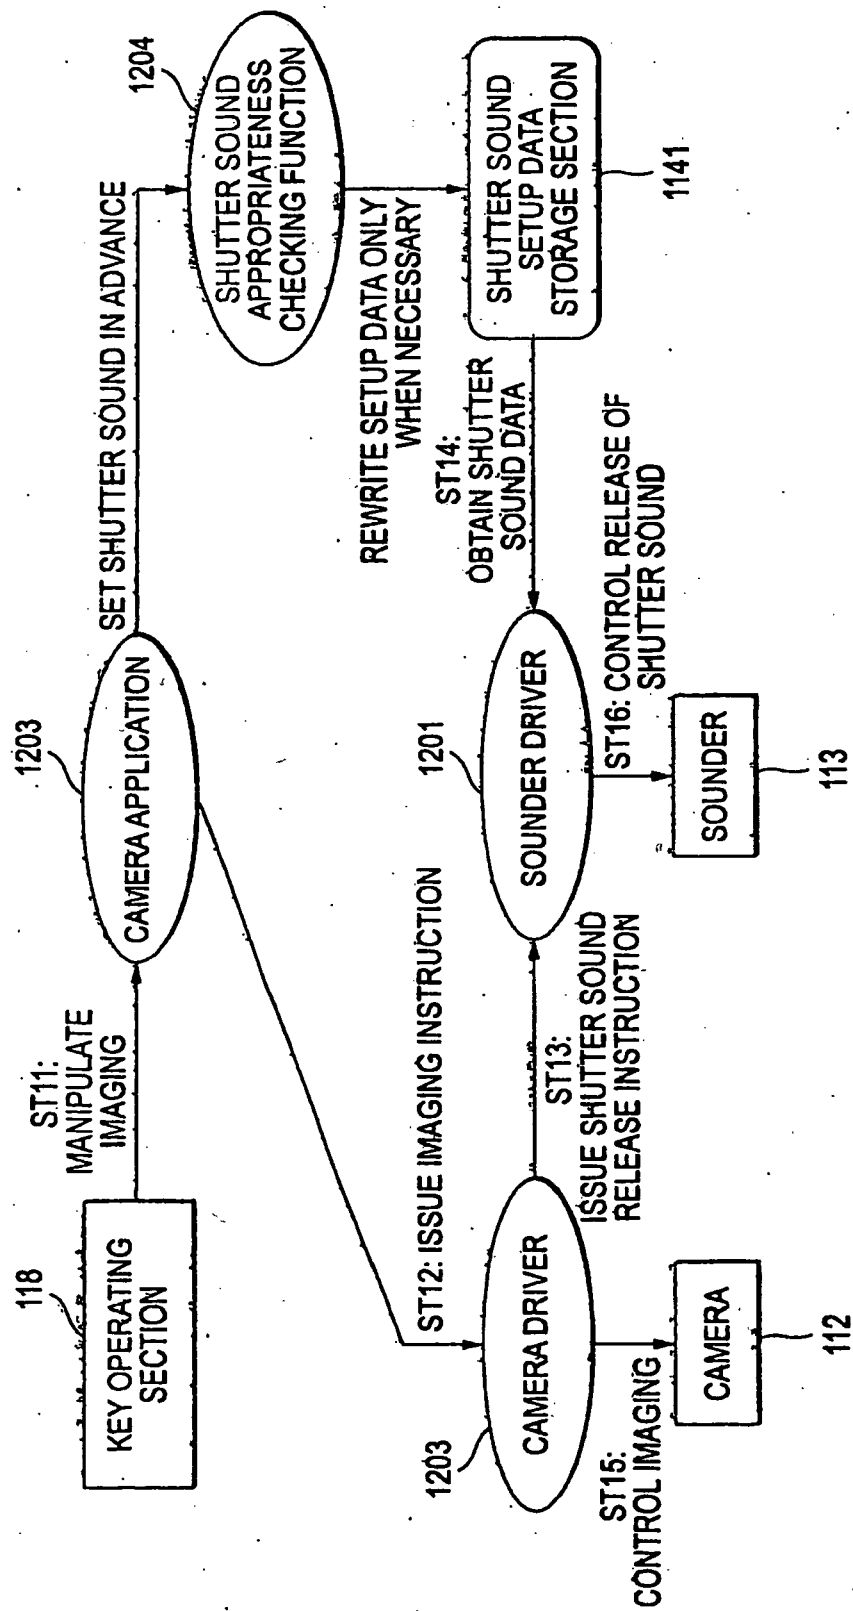 118
KEY OPERATING
SECTION
ST11:
MANIPULATE
IMAGING
1203
CAMERA APPLICATION
SET SHUTTER SOUND IN ADVANCE
1204
SHUTTER SOUND
APPROPRIATENESS
CHECKING FUNCTION
REWRITE SETUP DATA ONLY
WHEN NECESSARY
SHUTTER SOUND
SETUP DATA
STORAGE SECTION
1141
ST12: ISSUE IMAGING INSTRUCTION
1203
CAMERA DRIVER
ST13:
ISSUE SHUTTER SOUND
RELEASE INSTRUCTION
1201
SOUNDER DRIVER
ST14:
OBTAIN SHUTTER
SOUND DATA
ST15:
CONTROL IMAGING
CAMERA
112
ST16: CONTROL RELEASE OF
SHUTTER SOUND
SOUNDER
113